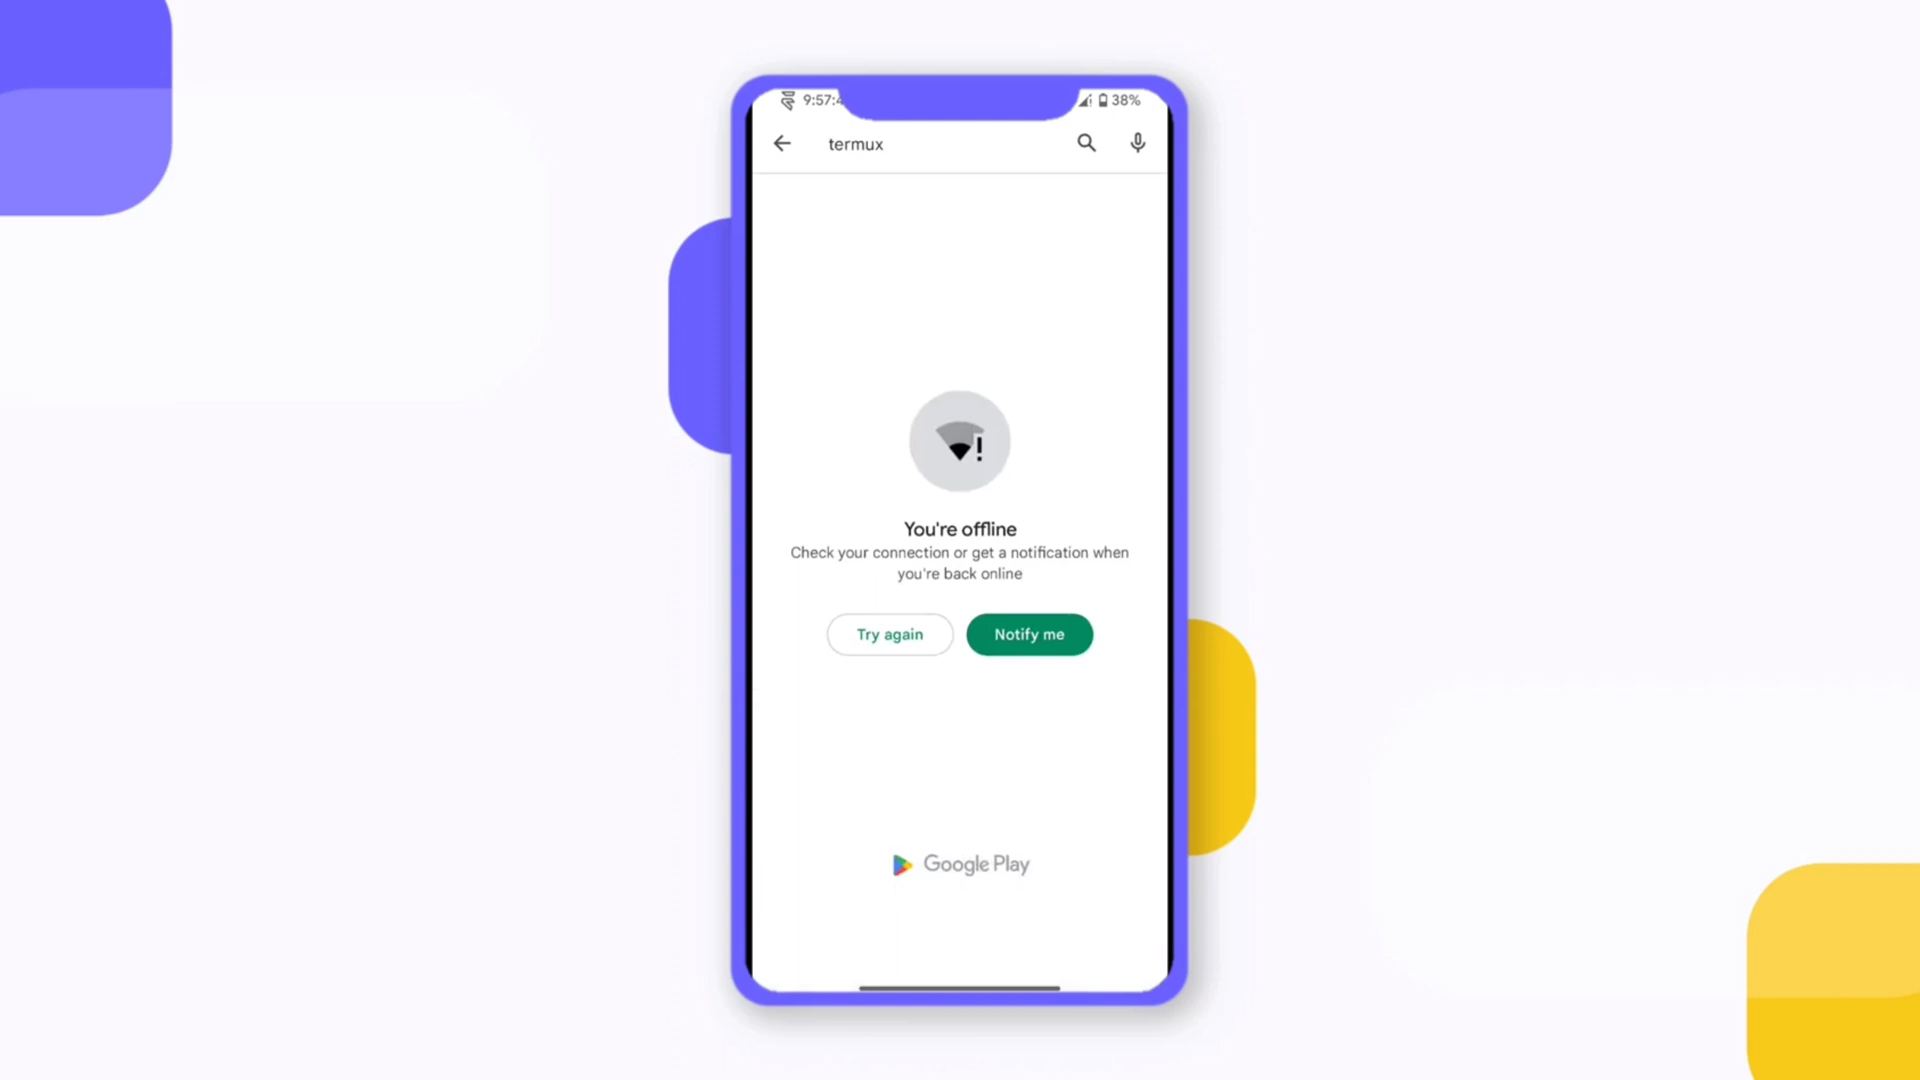 9:57:4 38%
termux
You're offline
Check your connection or get a notification when
you're back online
Try again Notify me
Google Play